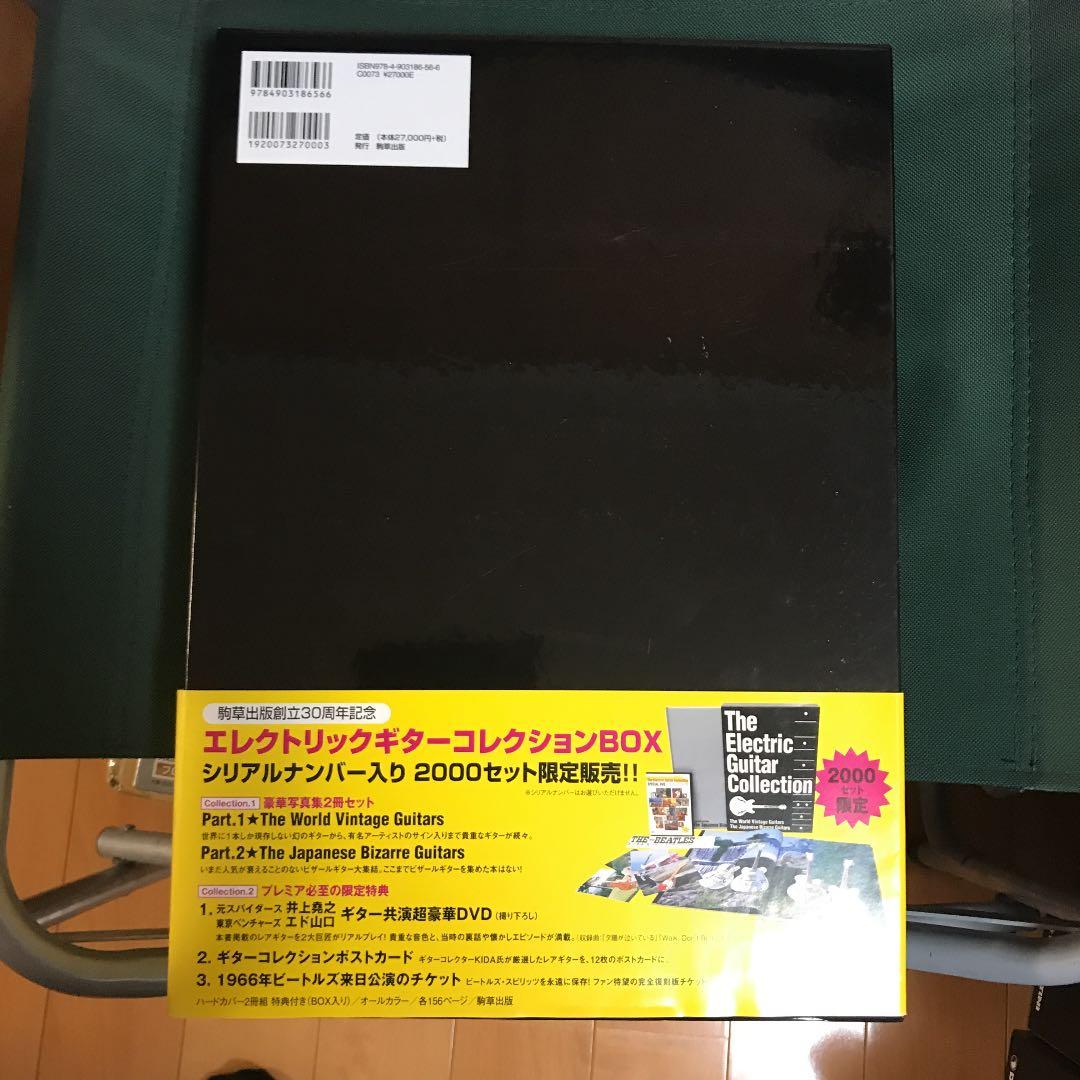 ISBN978-4-903186-56-6
C0073 ¥27000E
9784903186566
1920073270003
定価 (本体27,000円+税)
発行 駒草出版
駒草出版創立30周年記念
エレクトリックギターコレクションBOX
シリアルナンバー入り 2000セット限定販売!!
※シリアルナンバーはお選びいただけません。
Collection.1 豪華写真集2冊セット
Part.1★The World Vintage Guitars
世界に1本しか現存しない幻のギターから、有名アーティストのサイン入りまで貴重なギターが続々。
Part.2★The Japanese Bizarre Guitars
いまだ人気が衰えることのないビザールギター大集結。ここまでビザールギターを集めた本はない!
Collection.2 プレミア必至の限定特典
1. 元スパイダース 井上堯之
東京ベンチャーズ エド山口
ギター共演超豪華DVD(撮り下ろし)
本書掲載のレアギターを2大巨匠がリアルプレイ! 貴重な音色と、当時の裏話や懐かしエピソードが満載。(収録曲:「夕陽が泣いている」「Walk, Don't
2. ギターコレクションポストカード ギターコレクターKIDA氏が厳選したレアギターを、12枚のポストカードに。
3. 1966年ビートルズ来日公演のチケット ビートルズ・スピリッツを永遠に保存! ファン待望の完全復刻版チケット
ハードカバー2冊組 特典付き(BOX入り)/オールカラー/各156ページ/駒草出版
The
Electric
Guitar
Collection
The World Vintage Guitars
The Japanese Bizarre Guitars
THE BEATLES
2000
セット
限定